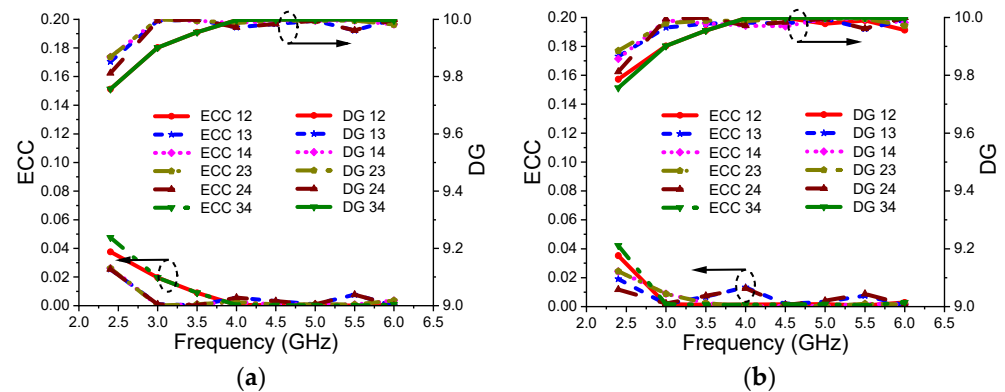 0.20
0.18
0.16
0.14
0.12
0.10
0.08
0.06
0.04
0.02
0.00
ECC
10.0
9.8
9.6
9.4
9.2
9.0
DG
ECC 12 DG 12
ECC 13 DG 13
ECC 14 DG 14
ECC 23 DG 23
ECC 24 DG 24
ECC 34 DG 34
2.0 2.5 3.0 3.5 4.0 4.5 5.0 5.5 6.0 6.5
Frequency (GHz)
(a)
0.20
0.18
0.16
0.14
0.12
0.10
0.08
0.06
0.04
0.02
0.00
ECC
10.0
9.8
9.6
9.4
9.2
9.0
DG
ECC 12 DG 12
ECC 13 DG 13
ECC 14 DG 14
ECC 23 DG 23
ECC 24 DG 24
ECC 34 DG 34
2.0 2.5 3.0 3.5 4.0 4.5 5.0 5.5 6.0 6.5
Frequency (GHz)
(b)